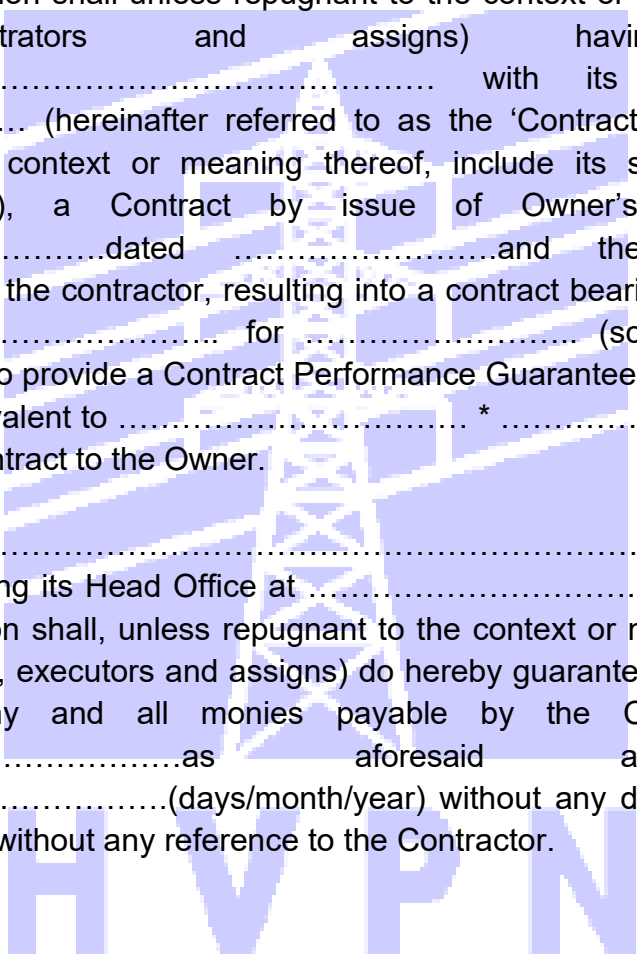 on shall unless repugnant to the context or
trators and assigns) havi
…………………………………… with its
… (hereinafter referred to as the ‘Contract
context or meaning thereof, include its s
), a Contract by issue of Owner’s
…………dated ………………………and the
the contractor, resulting into a contract beari
………………….. for …………………….. (sc
o provide a Contract Performance Guarantee
valent to …………………………… * ……………
ntract to the Owner.
……………………………………………………………
ng its Head Office at ……………………………
on shall, unless repugnant to the context or m
, executors and assigns) do hereby guarante
ny and all monies payable by the C
…………………as aforesaid a
………………(days/month/year) without any d
without any reference to the Contractor.
H V P N